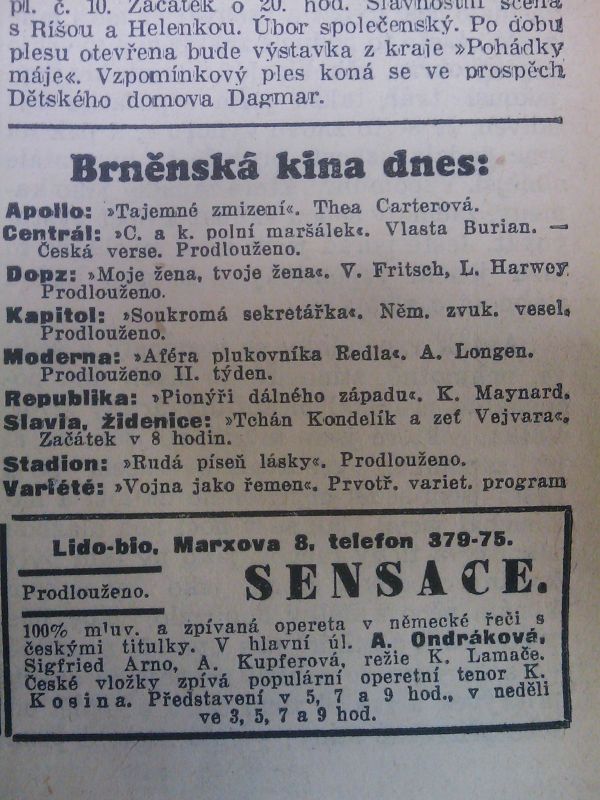 pl. č. 10. Začátek o 20. hod. Slavnostní scena
s Ríšou a Helenkou. Úbor společenský. Po dobu
plesu otevřena bude výstavka z kraje »Pohádky
máje«. Vzpomínkový ples koná se ve prospěch
Dětského domova Dagmar.
Brněnská kina dnes:
Apollo: »Tajemné zmizení«. Thea Carterová.
Centrál: »C. a k. polní maršálek«. Vlasta Burian. —
Česká verse. Prodlouženo.
Dopz: »Moje žena, tvoje žena«. V. Fritsch, L. Harwey
Prodlouženo.
Kapitol: »Soukromá sekretářka«. Něm. zvuk. vesel.
Prodlouženo.
Moderna: »Aféra plukovníka Redla«. A. Longen.
Prodlouženo II. týden.
Republika: »Pionýři dálného západu«. K. Maynard.
Slavia, židenice: »Tchán Kondelík a zeť Vejvara«.
Začátek v 8 hodin.
Stadion: »Rudá píseň lásky«. Prodlouženo.
Variété: »Vojna jako řemen«. Prvotř. variet. program
Lido-bio, Marxova 8, telefon 379-75.
Prodlouženo. SENSACE.
100% mluv. a zpívaná opereta v německé řeči s
českými titulky. V hlavní úl. A. Ondráková,
Sigfried Arno, A. Kupferová, režie K. Lamače.
České vložky zpívá populární operetní tenor K.
Kosina. Představení v 5, 7 a 9 hod., v neděli
ve 3, 5, 7 a 9 hod.